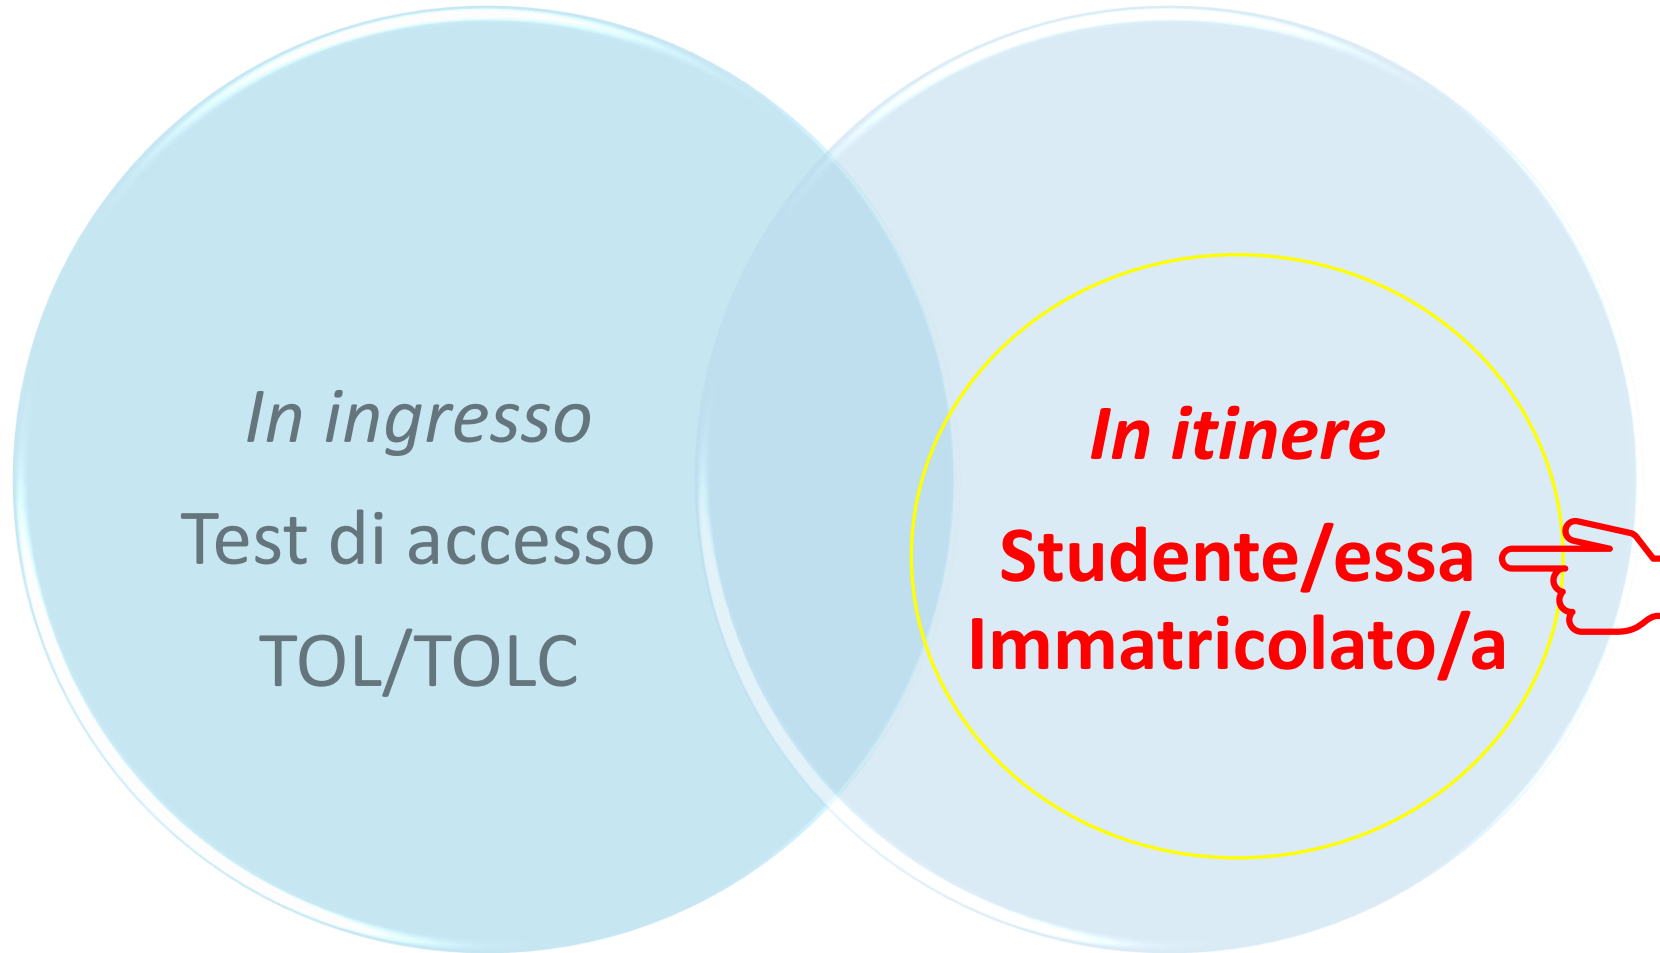 In ingresso
Test di accesso
TOL/TOLC
In itinere
Studente/essa
Immatricolato/a